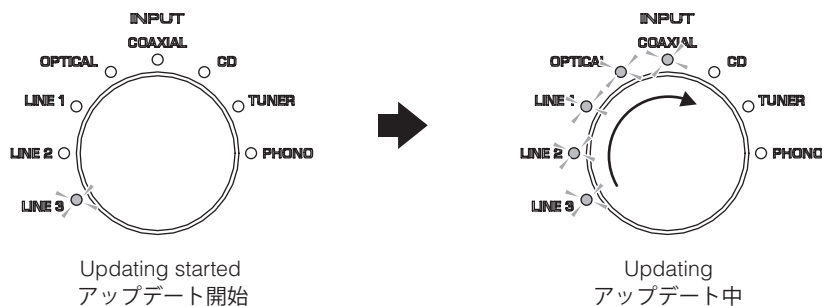 INPUT
COAXIAL
OPTICAL
CD
LINE 1
TUNER
LINE 2
PHONO
LINE 3
Updating started
アップデート開始
INPUT
COAXIAL
OPTICAL
CD
LINE 1
TUNER
LINE 2
PHONO
LINE 3
Updating
アップデート中